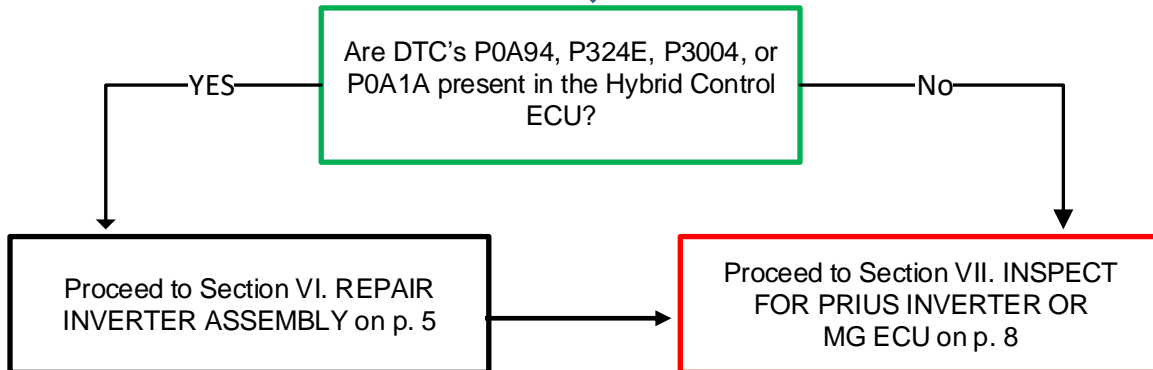 Are DTC’s P0A94, P324E, P3004, or
P0A1A present in the Hybrid Control
ECU?
YES
No
Proceed to Section VI. REPAIR
INVERTER ASSEMBLY on p. 5
Proceed to Section VII. INSPECT
FOR PRIUS INVERTER OR
MG ECU on p. 8